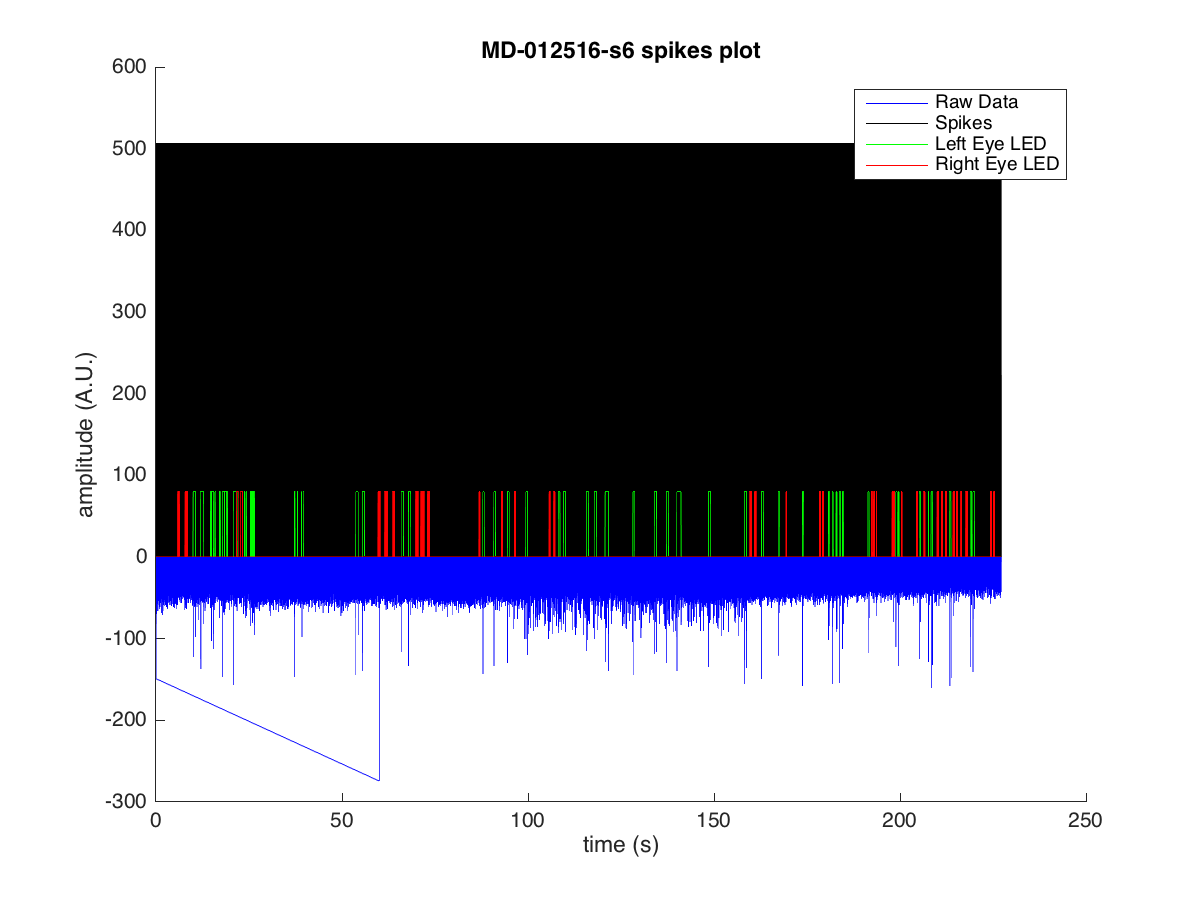 MD-012516-s6 spikes plot
600
500
400
300
200
100
0
-100
-200
-300
amplitude (A.U.)
Raw Data
Spikes
Left Eye LED
Right Eye LED
0
50
100
150
200
250
time (s)